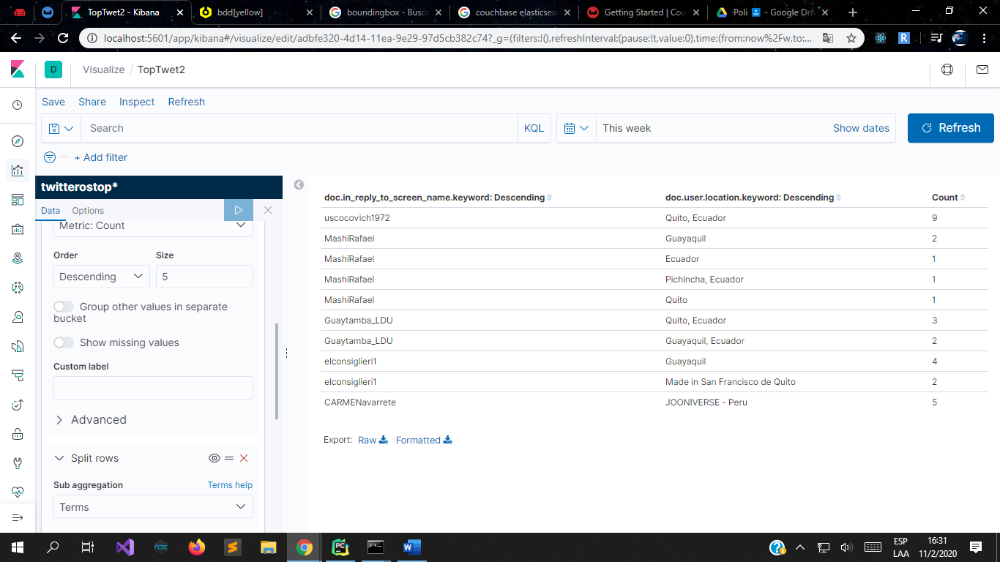 TopTwet2 - Kibana
bdd[yellow]
boundingbox - Busc
couchbase elasticsea
Getting Started | Cou
Poli - Google Dri
localhost:5601/app/kibana#/visualize/edit/adbfe320-4d14-11ea-9e29-97d5cb382c74?_g=(filters:!(),refreshInterval:(pause:!t,value:0),time:(from:now%2Fw,to:...
D
Visualize / TopTwet2
Save Share Inspect Refresh
Search KQL This week Show dates Refresh
+ Add filter
twitterostop*
Data Options
Metric: Count
Order Size
Descending 5
Group other values in separate
bucket
Show missing values
Custom label
Advanced
Split rows
Sub aggregation Terms help
Terms
doc.in_reply_to_screen_name.keyword: Descending doc.user.location.keyword: Descending Count
uscocovich1972 Quito, Ecuador 9
MashiRafael Guayaquil 2
MashiRafael Ecuador 1
MashiRafael Pichincha, Ecuador 1
MashiRafael Quito 1
Guaytamba_LDU Quito, Ecuador 3
Guaytamba_LDU Guayaquil, Ecuador 2
elconsiglieri1 Guayaquil 4
elconsiglieri1 Made in San Francisco de Quito 2
CARMENavarrete JOONIVERSE - Peru 5
Export: Raw Formatted
ESP
LAA
16:31
11/2/2020